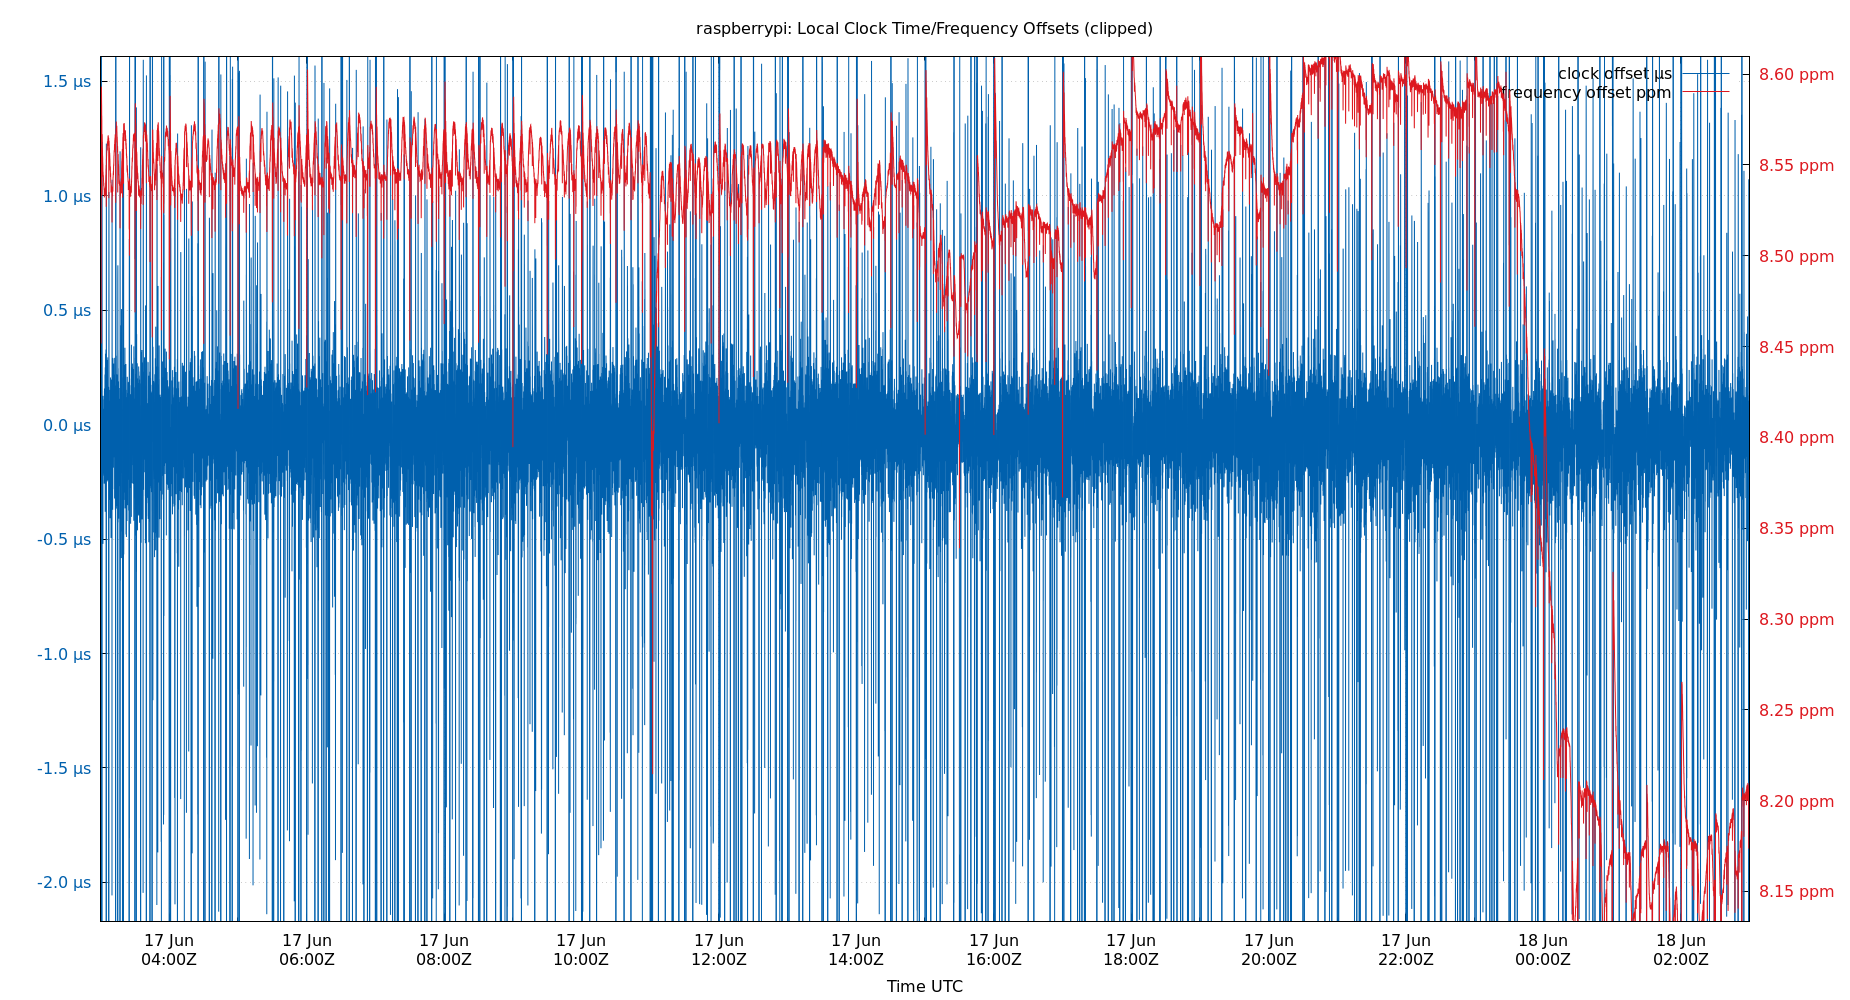 raspberrypi: Local Clock Time/Frequency Offsets (clipped)
clock offset µs
frequency offset ppm
1.5 µs
1.0 µs
0.5 µs
0.0 µs
-0.5 µs
-1.0 µs
-1.5 µs
-2.0 µs
8.60 ppm
8.55 ppm
8.50 ppm
8.45 ppm
8.40 ppm
8.35 ppm
8.30 ppm
8.25 ppm
8.20 ppm
8.15 ppm
17 Jun
04:00Z
17 Jun
06:00Z
17 Jun
08:00Z
17 Jun
10:00Z
17 Jun
12:00Z
17 Jun
14:00Z
17 Jun
16:00Z
17 Jun
18:00Z
17 Jun
20:00Z
17 Jun
22:00Z
18 Jun
00:00Z
18 Jun
02:00Z
Time UTC